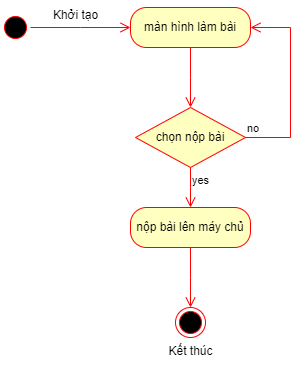 Khởi tạo
màn hình làm bài
chọn nộp bài
no
yes
nộp bài lên máy chủ
Kết thúc